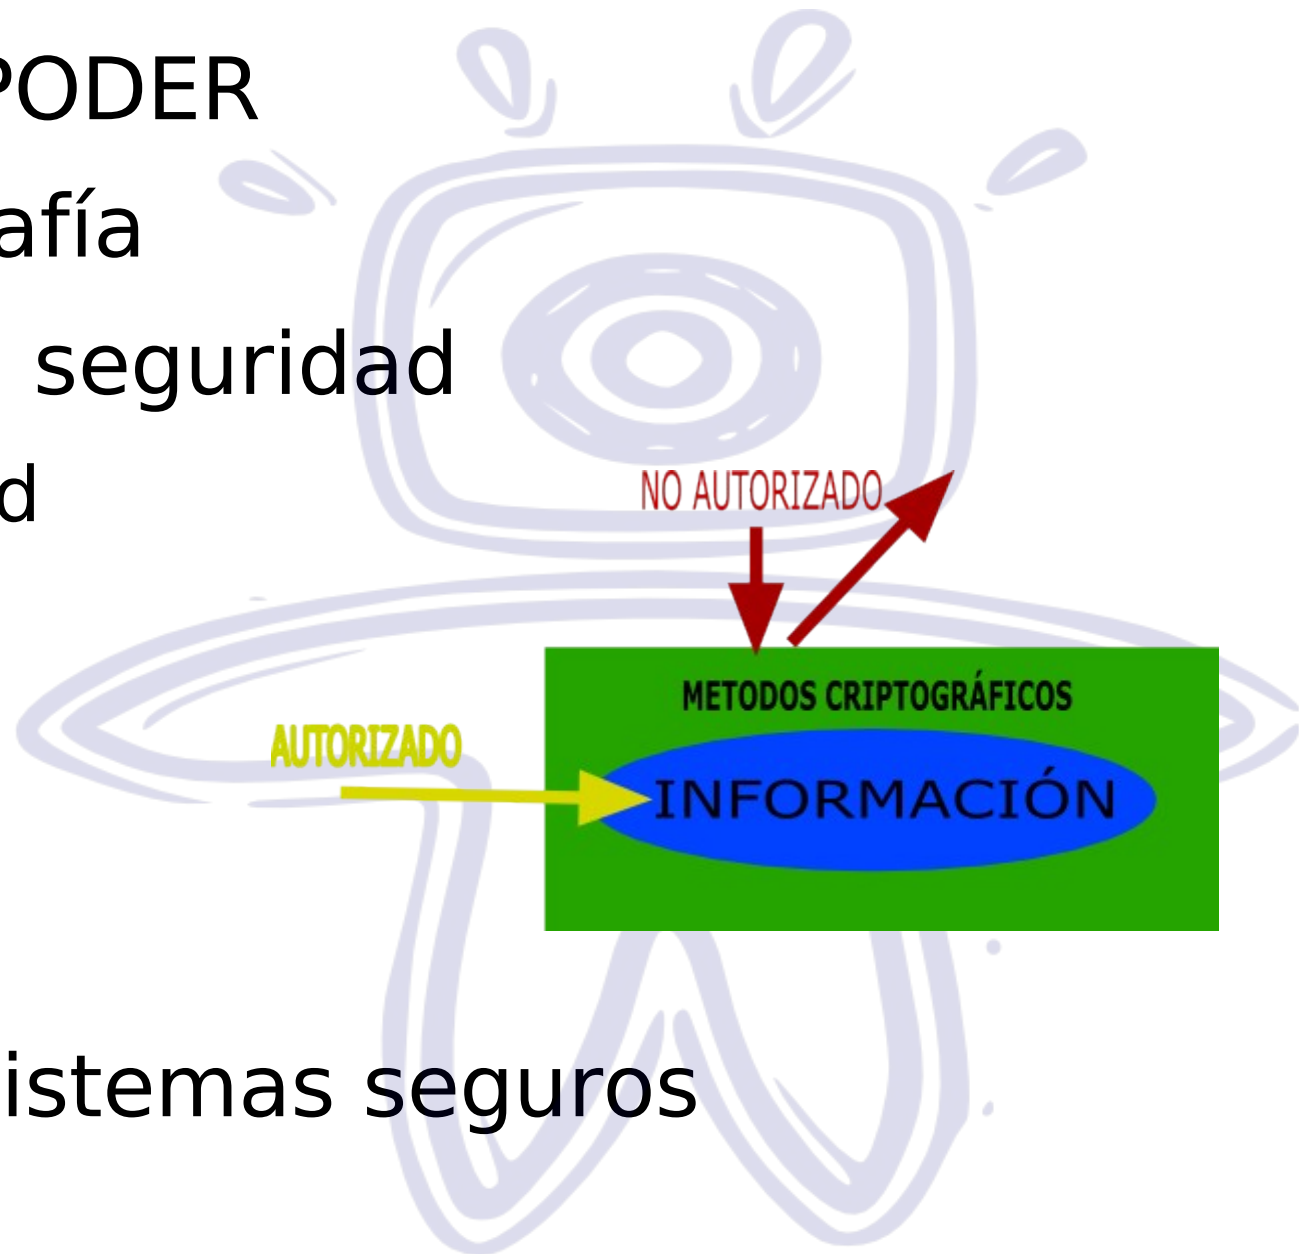 PODER
afía
seguridad
d
NO AUTORIZADO
METODOS CRIPTOGRÁFICOS
AUTORIZADO
INFORMACIÓN
istemas seguros